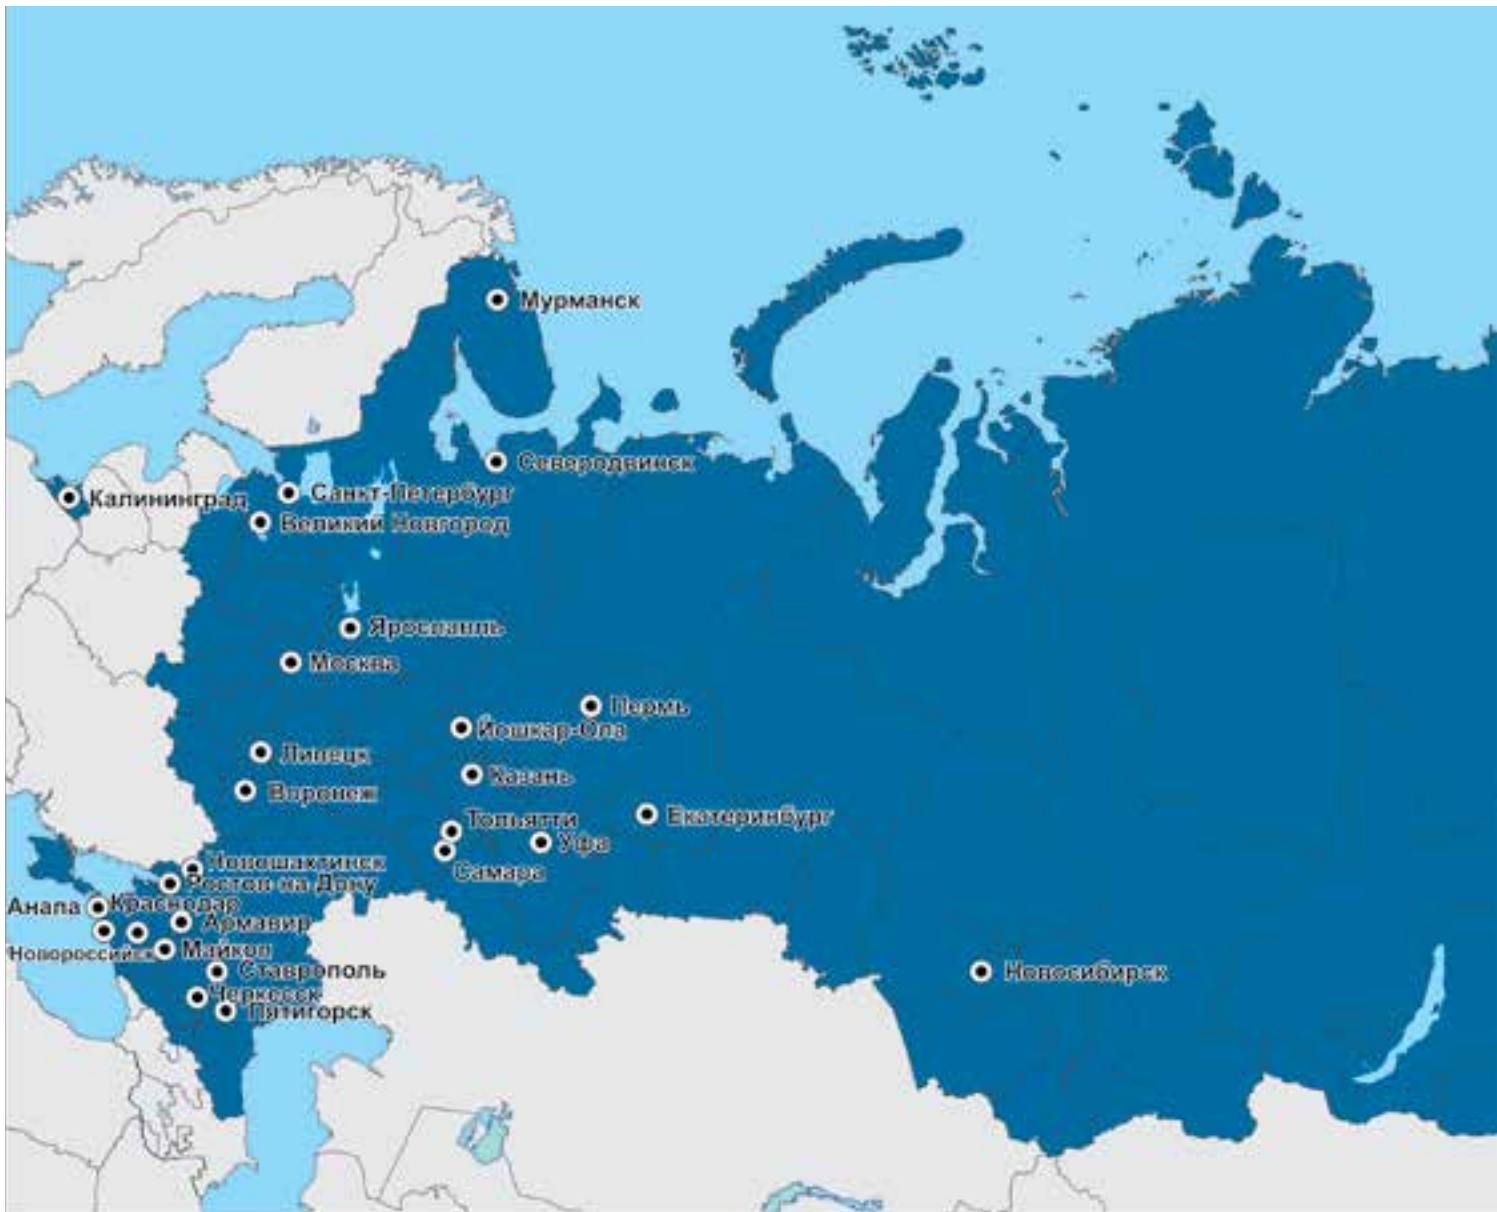 Мурманск
Северодвинск
Санкт-Петербург
Калининград
Великий Новгород
Ярославль
Москва
Пермь
Йошкар-Ола
Липецк
Казань
Воронеж
Екатеринбург
Тольятти
Уфа
Самара
Новошахтинск
Ростов-на-Дону
Краснодар
Анапа
Армавир
Майкоп
Новороссийск
Ставрополь
Новосибирск
Черкесск
Пятигорск